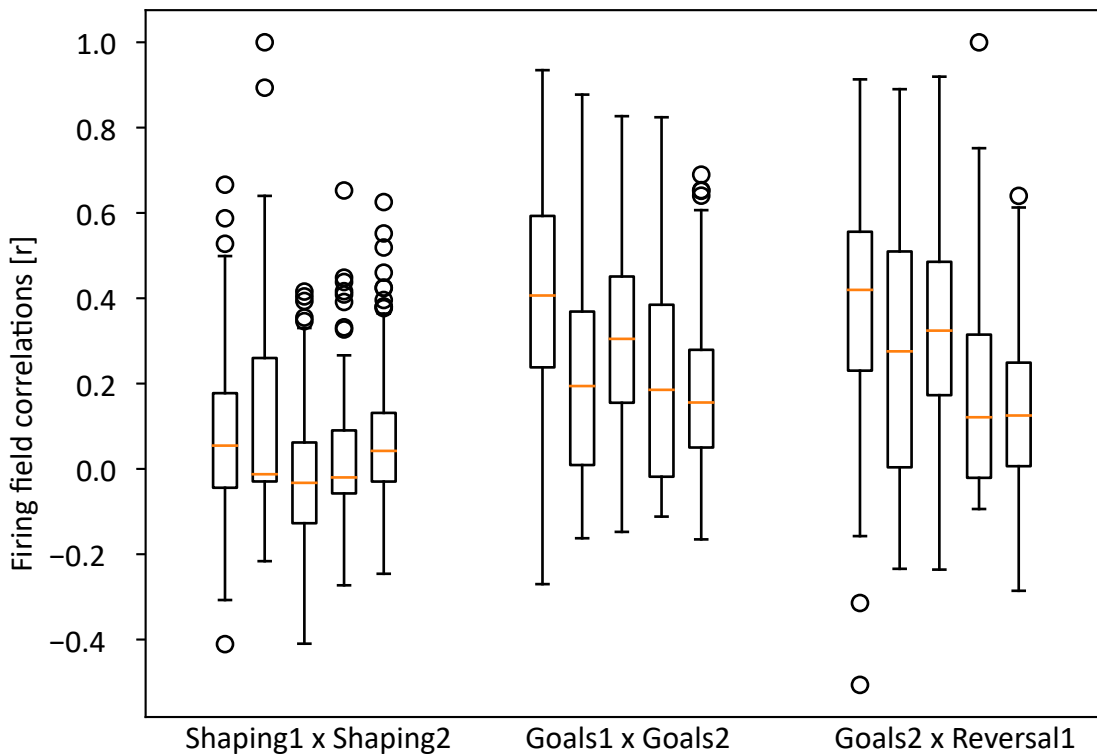 1.0
0.8
0.6
0.4
0.2
0.0
−0.2
−0.4
Firing field correlations [r]
Shaping1 x Shaping2
Goals1 x Goals2
Goals2 x Reversal1